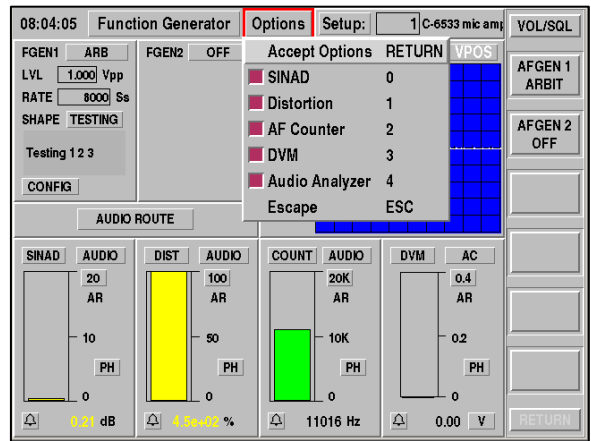 08:04:05 Function Generator Options Setup: 1 C-6533 mic amp
VOL/SQL
FGEN1 ARB
LVL 1.000 Vpp
RATE 8000 Ss
SHAPE TESTING
Testing 1 2 3
CONFIG
FGEN2 OFF
Accept Options RETURN
SINAD 0
Distortion 1
AF Counter 2
DVM 3
Audio Analyzer 4
Escape ESC
VPOS
AFGEN 1
ARBIT
AFGEN 2
OFF
AUDIO ROUTE
SINAD AUDIO
20
AR
10
PH
0
0.21 dB
DIST AUDIO
100
AR
50
PH
0
4.5e+02 %
COUNT AUDIO
20K
AR
10K
PH
0
11016 Hz
DVM AC
0.4
AR
0.2
PH
0
0.00 V
RETURN